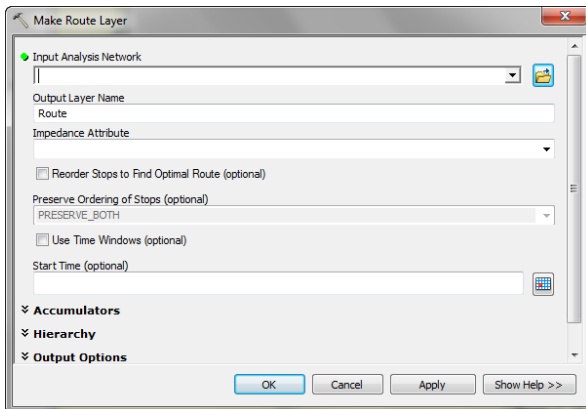 Make Route Layer
Input Analysis Network
Output Layer Name
Route
Impedance Attribute
Reorder Stops to Find Optimal Route (optional)
Preserve Ordering of Stops (optional)
PRESERVE_BOTH
Use Time Windows (optional)
Start Time (optional)
Accumulators
Hierarchy
Output Options
OK Cancel Apply Show Help >>